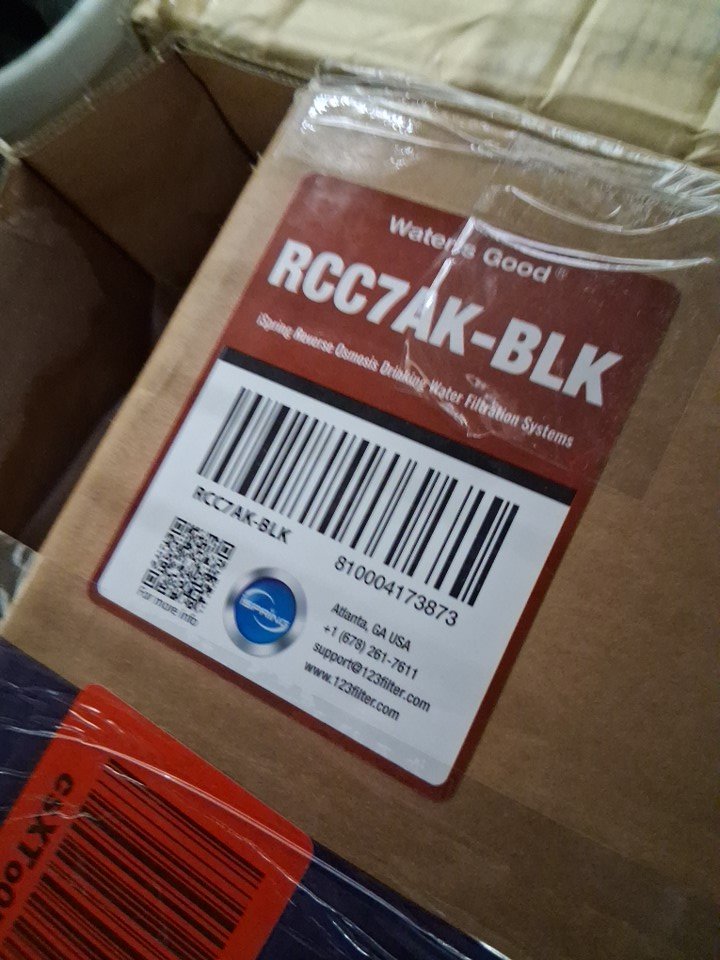 Water is Good®
RCC7AK-BLK
iSpring Reverse Osmosis Drinking Water Filtration Systems
RCC7AK-BLK
810004173873
For more info
iSPRING
Atlanta, GA USA
+1 (678) 261-7611
support@123filter.com
www.123filter.com